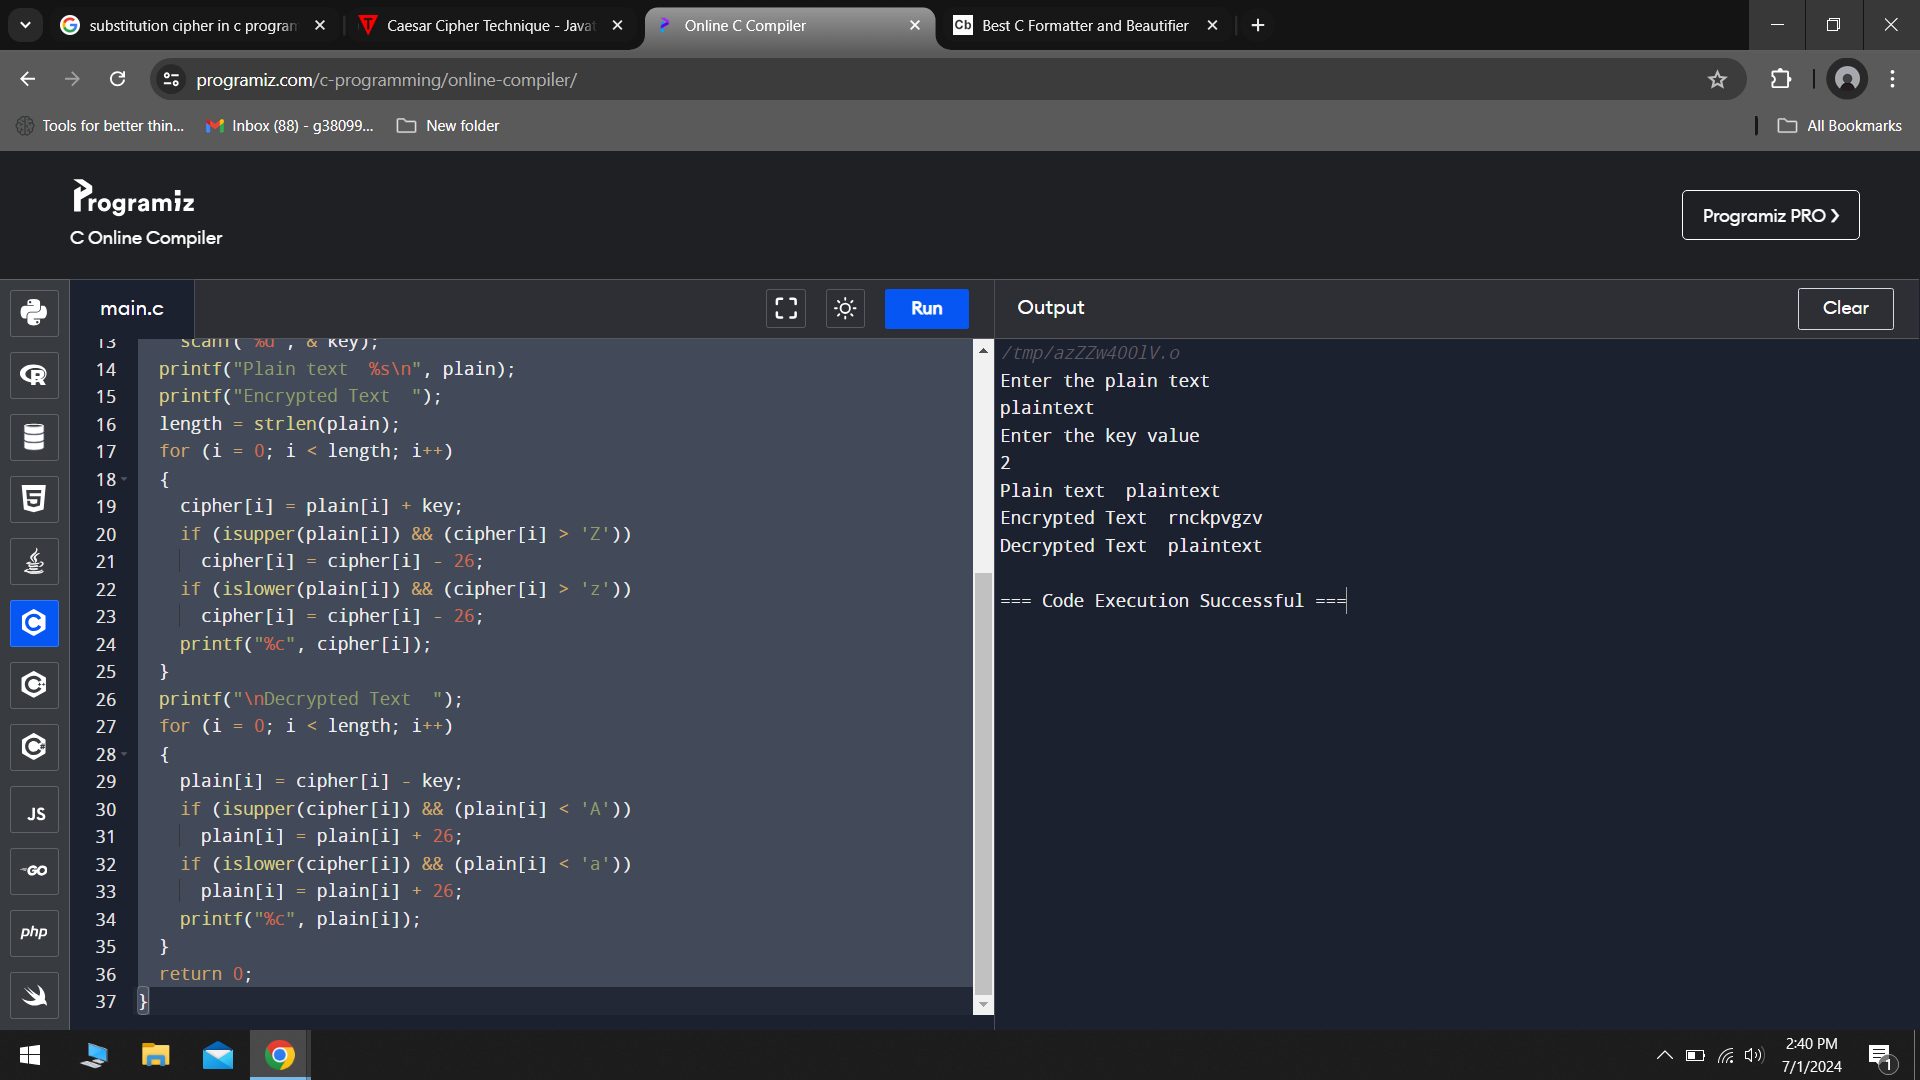 substitution cipher in c program
Caesar Cipher Technique - Javat
Online C Compiler
Cb Best C Formatter and Beautifier
programiz.com/c-programming/online-compiler/
Tools for better thin...
Inbox (88) - g38099...
New folder
All Bookmarks
Programiz
C Online Compiler
Programiz PRO ❯
main.c
Run
Output
Clear
13 scanf("%d", & key);
14 printf("Plain text  %s\n", plain);
15 printf("Encrypted Text  ");
16 length = strlen(plain);
17 for (i = 0; i < length; i++)
18 {
19 cipher[i] = plain[i] + key;
20 if (isupper(plain[i]) && (cipher[i] > 'Z'))
21 cipher[i] = cipher[i] - 26;
22 if (islower(plain[i]) && (cipher[i] > 'z'))
23 cipher[i] = cipher[i] - 26;
24 printf("%c", cipher[i]);
25 }
26 printf("\nDecrypted Text  ");
27 for (i = 0; i < length; i++)
28 {
29 plain[i] = cipher[i] - key;
30 if (isupper(cipher[i]) && (plain[i] < 'A'))
31 plain[i] = plain[i] + 26;
32 if (islower(cipher[i]) && (plain[i] < 'a'))
33 plain[i] = plain[i] + 26;
34 printf("%c", plain[i]);
35 }
36 return 0;
37 }
/tmp/azZZw4OOlV.o
Enter the plain text
plaintext
Enter the key value
2
Plain text  plaintext
Encrypted Text  rnckpvgzv
Decrypted Text  plaintext
=== Code Execution Successful ===
R
5
C
JS
GO
php
2:40 PM
7/1/2024
1